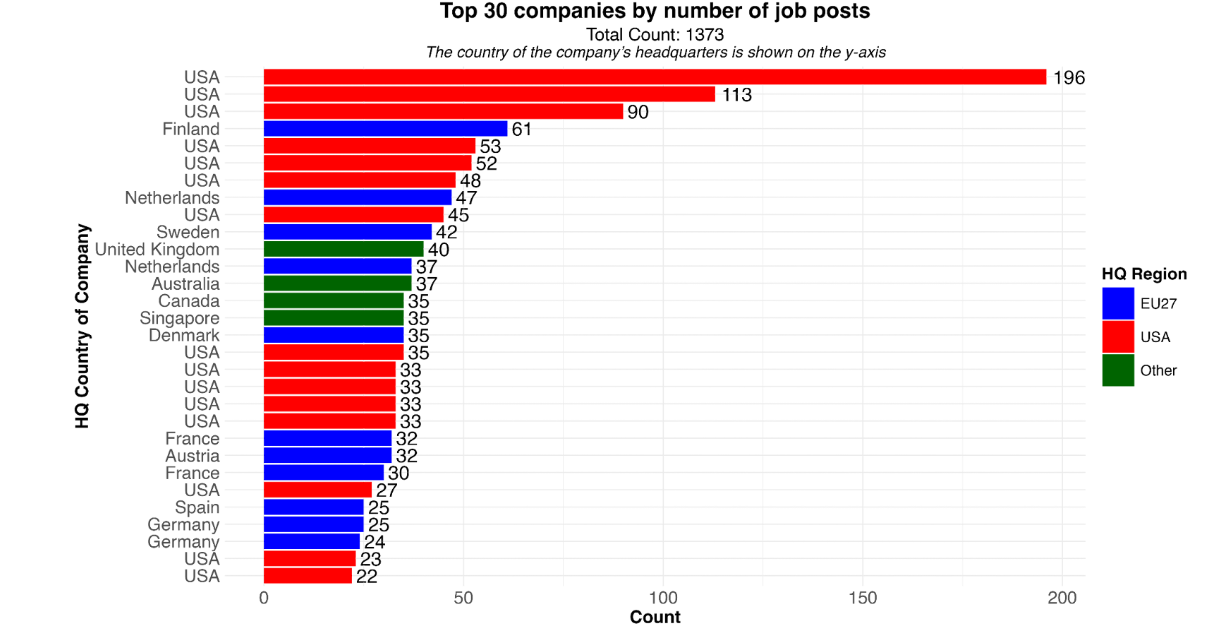 Top 30 companies by number of job posts
Total Count: 1373
The country of the company's headquarters is shown on the y-axis
HQ Country of Company
USA 196
USA 113
USA 90
Finland 61
USA 53
USA 52
USA 48
Netherlands 47
USA 45
Sweden 42
United Kingdom 40
Netherlands 37
Australia 37
Canada 35
Singapore 35
Denmark 35
USA 35
USA 33
USA 33
USA 33
USA 33
France 32
Austria 32
France 30
USA 27
Spain 25
Germany 25
Germany 24
USA 23
USA 22
0 50 100 150 200
Count
HQ Region
EU27
USA
Other